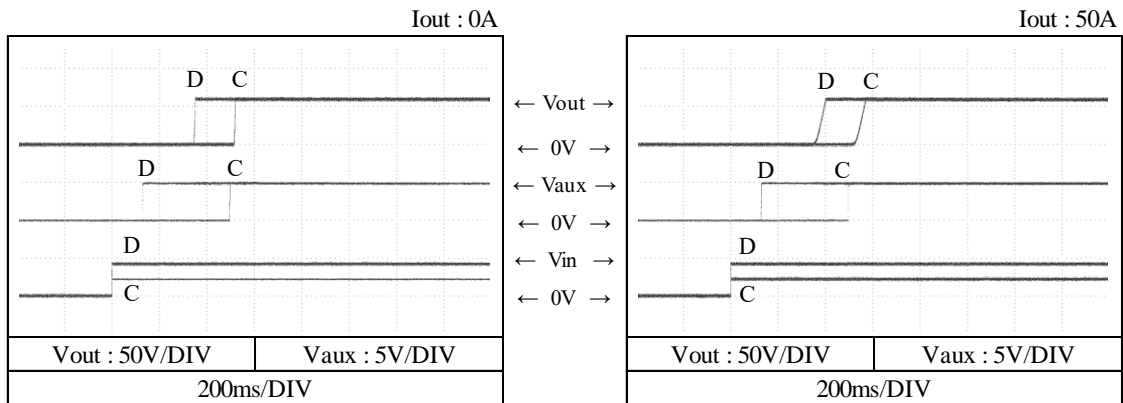 Iout : 0A
Iout : 50A
D C
D C
D
C
← Vout →
← 0V →
← Vaux →
← 0V →
← Vin →
← 0V →
D C
D C
D
C
Vout : 50V/DIV Vaux : 5V/DIV
200ms/DIV
Vout : 50V/DIV Vaux : 5V/DIV
200ms/DIV